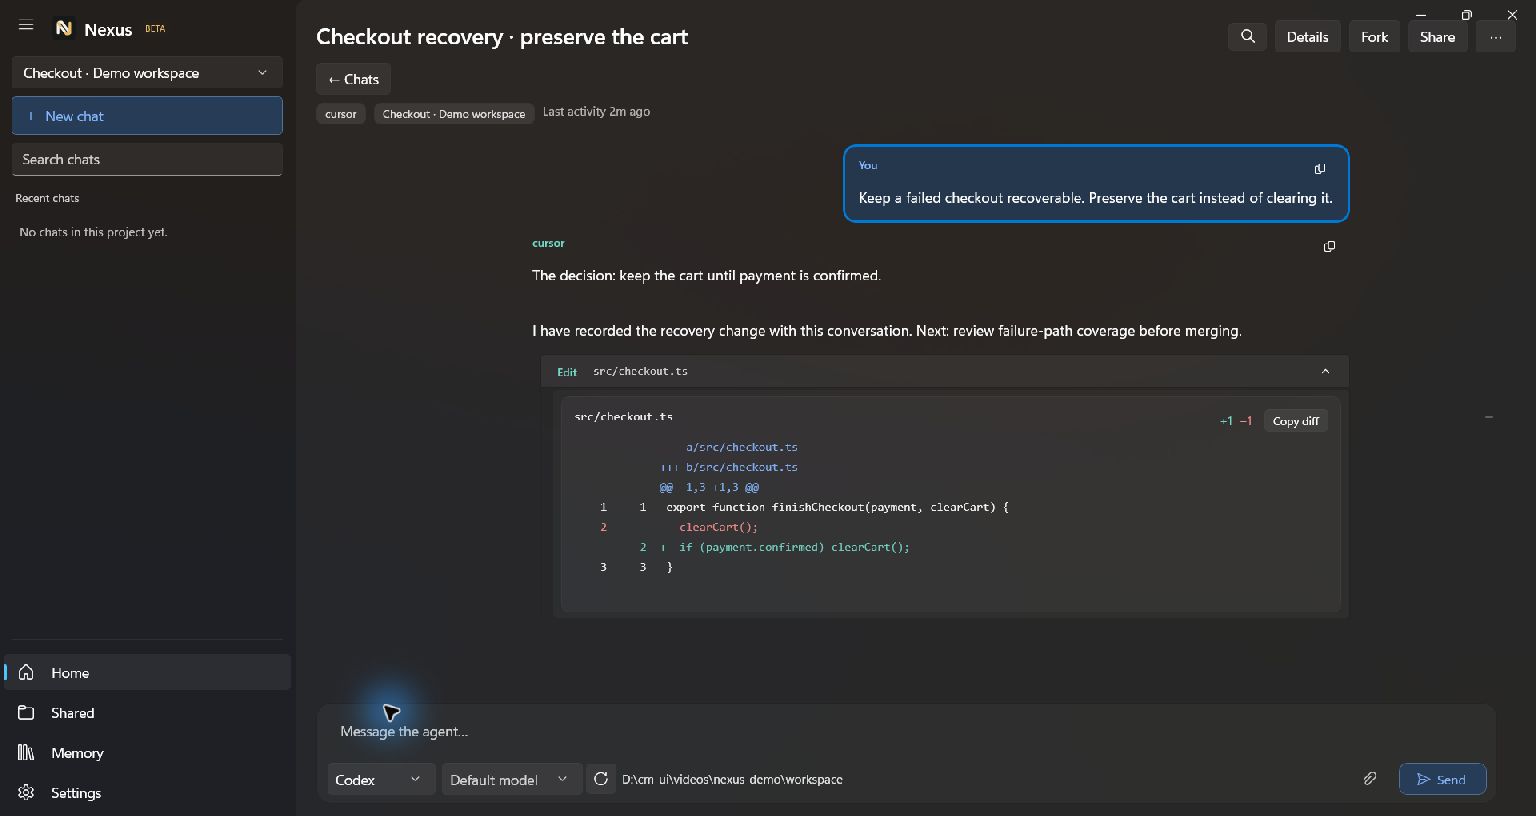 Nexus BETA
Checkout · Demo workspace
+ New chat
Search chats
Recent chats
No chats in this project yet.
Home
Shared
Memory
Settings
Checkout recovery · preserve the cart
Details
Fork
Share
...
← Chats
cursor
Checkout · Demo workspace
Last activity 2m ago
You
Keep a failed checkout recoverable. Preserve the cart instead of clearing it.
cursor
The decision: keep the cart until payment is confirmed.
I have recorded the recovery change with this conversation. Next: review failure-path coverage before merging.
Edit src/checkout.ts
src/checkout.ts
+1 −1 Copy diff
a/src/checkout.ts
+++ b/src/checkout.ts
@@ 1,3 +1,3 @@
1 1 export function finishCheckout(payment, clearCart) {
2 clearCart();
2 + if (payment.confirmed) clearCart();
3 3 }
Message the agent...
Codex
Default model
D:\cm_ui\videos\nexus_demo\workspace
Send